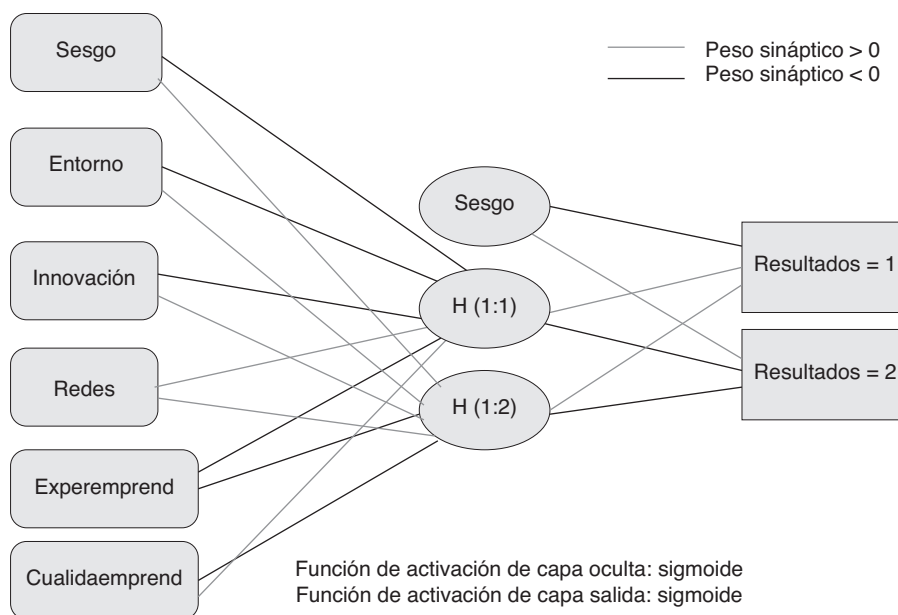 Sesgo
Peso sináptico > 0
Peso sináptico < 0
Entorno
Sesgo
Innovación
Resultados = 1
H (1:1)
Redes
Resultados = 2
H (1:2)
Experemprend
Cualidaemprend
Función de activación de capa oculta: sigmoide
Función de activación de capa salida: sigmoide